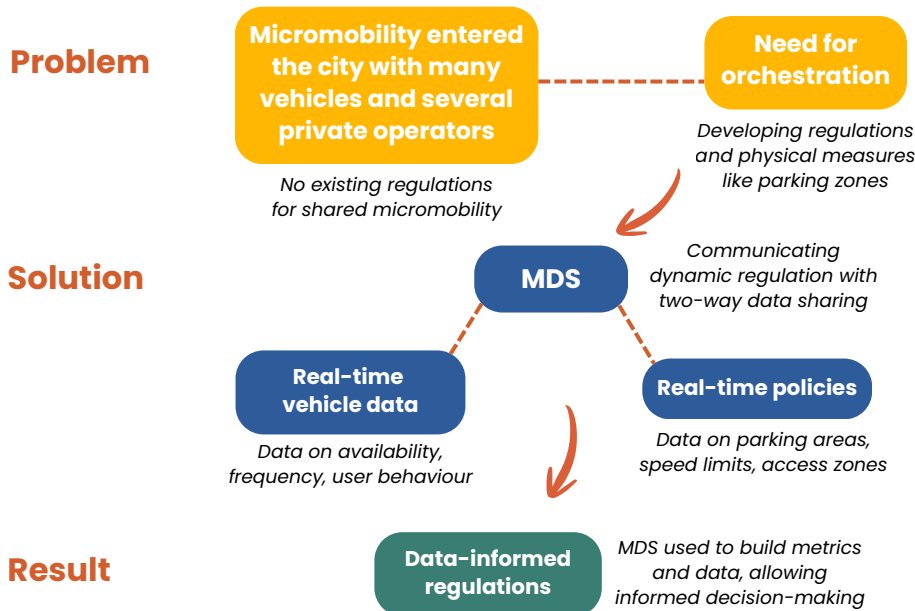 Problem
Micromobility entered
the city with many
vehicles and several
private operators
Need for
orchestration
No existing regulations
for shared micromobility
Developing regulations
and physical measures
like parking zones
Solution
MDS
Communicating
dynamic regulation with
two-way data sharing
Real-time
vehicle data
Real-time policies
Data on availability,
frequency, user behaviour
Data on parking areas,
speed limits, access zones
Result
Data-informed
regulations
MDS used to build metrics
and data, allowing
informed decision-making